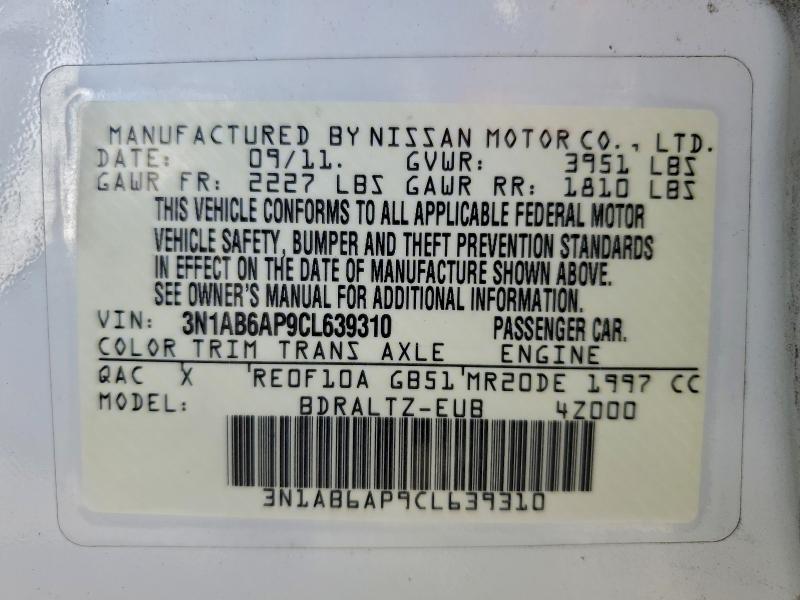 MANUFACTURED BY NISSAN MOTOR CO., LTD.
DATE: 09/11. GVWR: 3951 LBS
GAWR FR: 2227 LBS GAWR RR: 1810 LBS
THIS VEHICLE CONFORMS TO ALL APPLICABLE FEDERAL MOTOR
VEHICLE SAFETY, BUMPER AND THEFT PREVENTION STANDARDS
IN EFFECT ON THE DATE OF MANUFACTURE SHOWN ABOVE.
SEE OWNER'S MANUAL FOR ADDITIONAL INFORMATION.
VIN: 3N1AB6AP9CL639310 PASSENGER CAR.
COLOR TRIM TRANS AXLE ENGINE
QAC X RE0F10A GB51 MR20DE 1997 CC
MODEL: BDRALTZ-EUB 4Z000
3N1AB6AP9CL639310